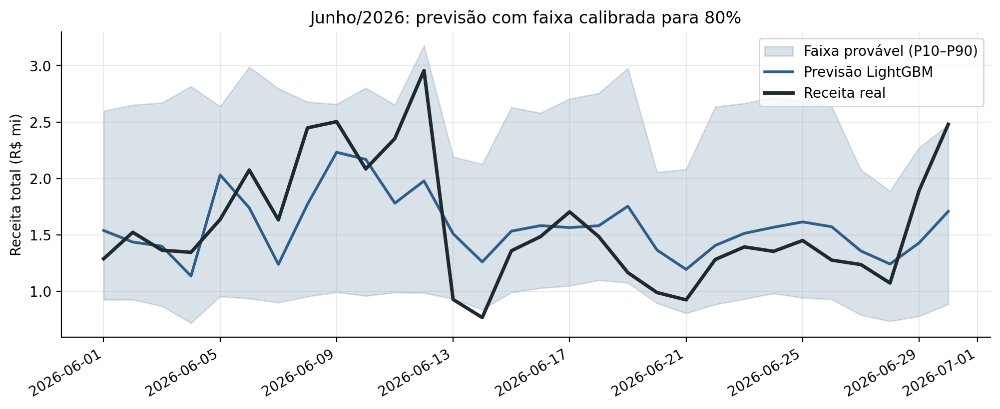 Junho/2026: previsão com faixa calibrada para 80%
Faixa provável (P10–P90)
Previsão LightGBM
Receita real
Receita total (R$ mi)
3.0
2.5
2.0
1.5
1.0
2026-06-01
2026-06-05
2026-06-09
2026-06-13
2026-06-17
2026-06-21
2026-06-25
2026-06-29
2026-07-01